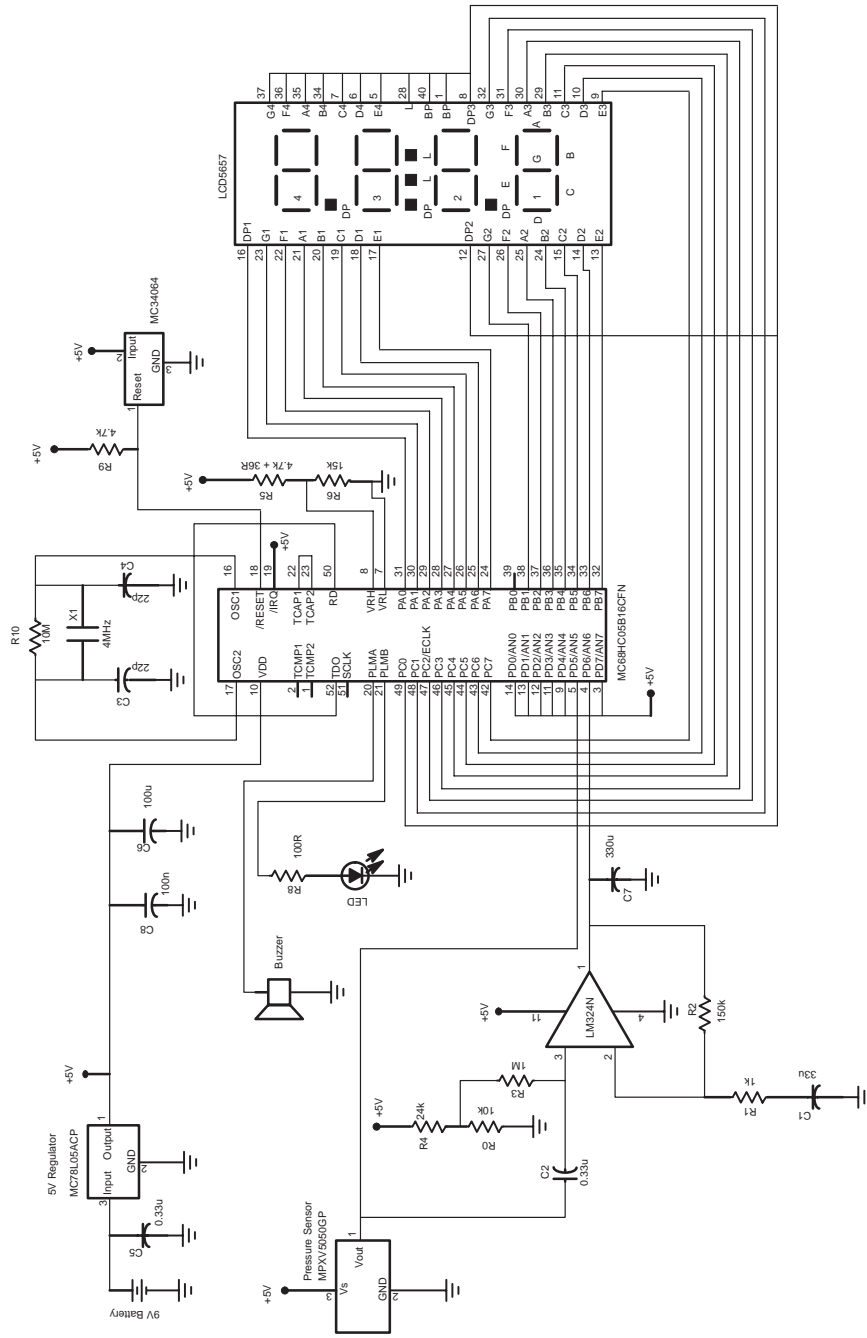 LCD5657
37 G4
36 F4
35 A4
34 B4
7 C4
6 D4
5 E4
28 L
40 BP
1 BP
8 DP3
32 G3
31 F3
30 A3
29 B3
11 C3
10 D3
9 E3
4
DP
3
L
L
DP
2
DP
1
A
B
C
D
E
F
G
16 DP1
23 G1
22 F1
21 A1
20 B1
19 C1
18 D1
17 E1
12 DP2
27 G2
26 F2
25 A2
24 B2
15 C2
14 D2
13 E2
MC34064
+5V
2
Input
Reset
1
GND
3
+5V
4.7k
R9
+5V
4.7k + 36R
R5
15k
R6
R10
10M
X1
4MHz
C4
22p
C3
22p
+5V
16 OSC1
18 /RESET
19 /IRQ
22 TCAP1
23 TCAP2
50 RD
8 VRH
7 VRL
31 PA0
30 PA1
29 PA2
28 PA3
27 PA4
26 PA5
25 PA6
24 PA7
39 PB0
38 PB1
37 PB2
36 PB3
35 PB4
34 PB5
33 PB6
32 PB7
17 OSC2
10 VDD
2 TCMP1
1 TCMP2
52 TDO
51 SCLK
20 PLMA
21 PLMB
49 PC0
48 PC1
47 PC2/ECLK
46 PC3
45 PC4
44 PC5
43 PC6
42 PC7
14 PD0/AN0
13 PD1/AN1
12 PD2/AN2
11 PD3/AN3
9 PD4/AN4
5 PD5/AN5
4 PD6/AN6
3 PD7/AN7
MC68HC05B16CFN
+5V
100u
C6
100n
C8
R8
100R
LED
Buzzer
330u
C7
+5V
5V Regulator
MC78L05ACP
3
Input
Output
1
GND
2
C5
0.33u
9V Battery
Pressure Sensor
MPXV5050GP
+5V
3
Vs
Vout
1
GND
2
C2
0.33u
+5V
R4
24k
R0
10k
R3
1M
+5V
11
3
2
1
4
LM324N
R2
150k
R1
1k
C1
33u